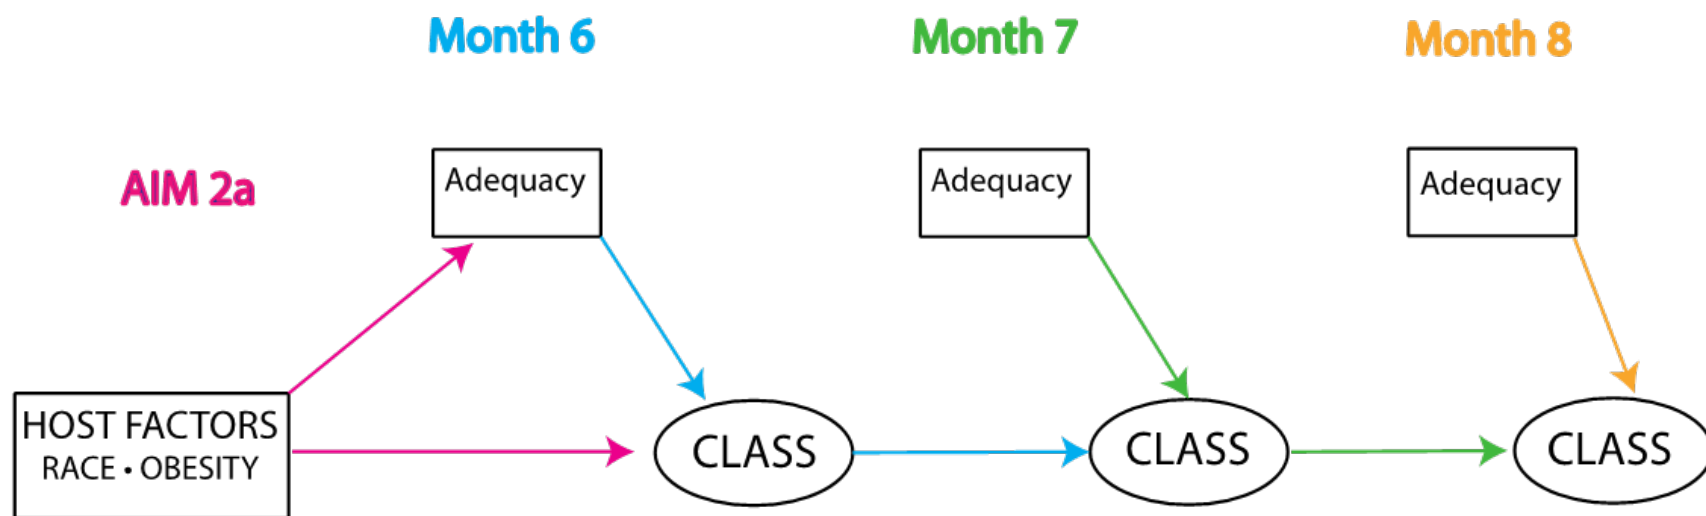 Month 6
Month 7
Month 8
AIM 2a
Adequacy
Adequacy
Adequacy
HOST FACTORS
RACE • OBESITY
CLASS
CLASS
CLASS